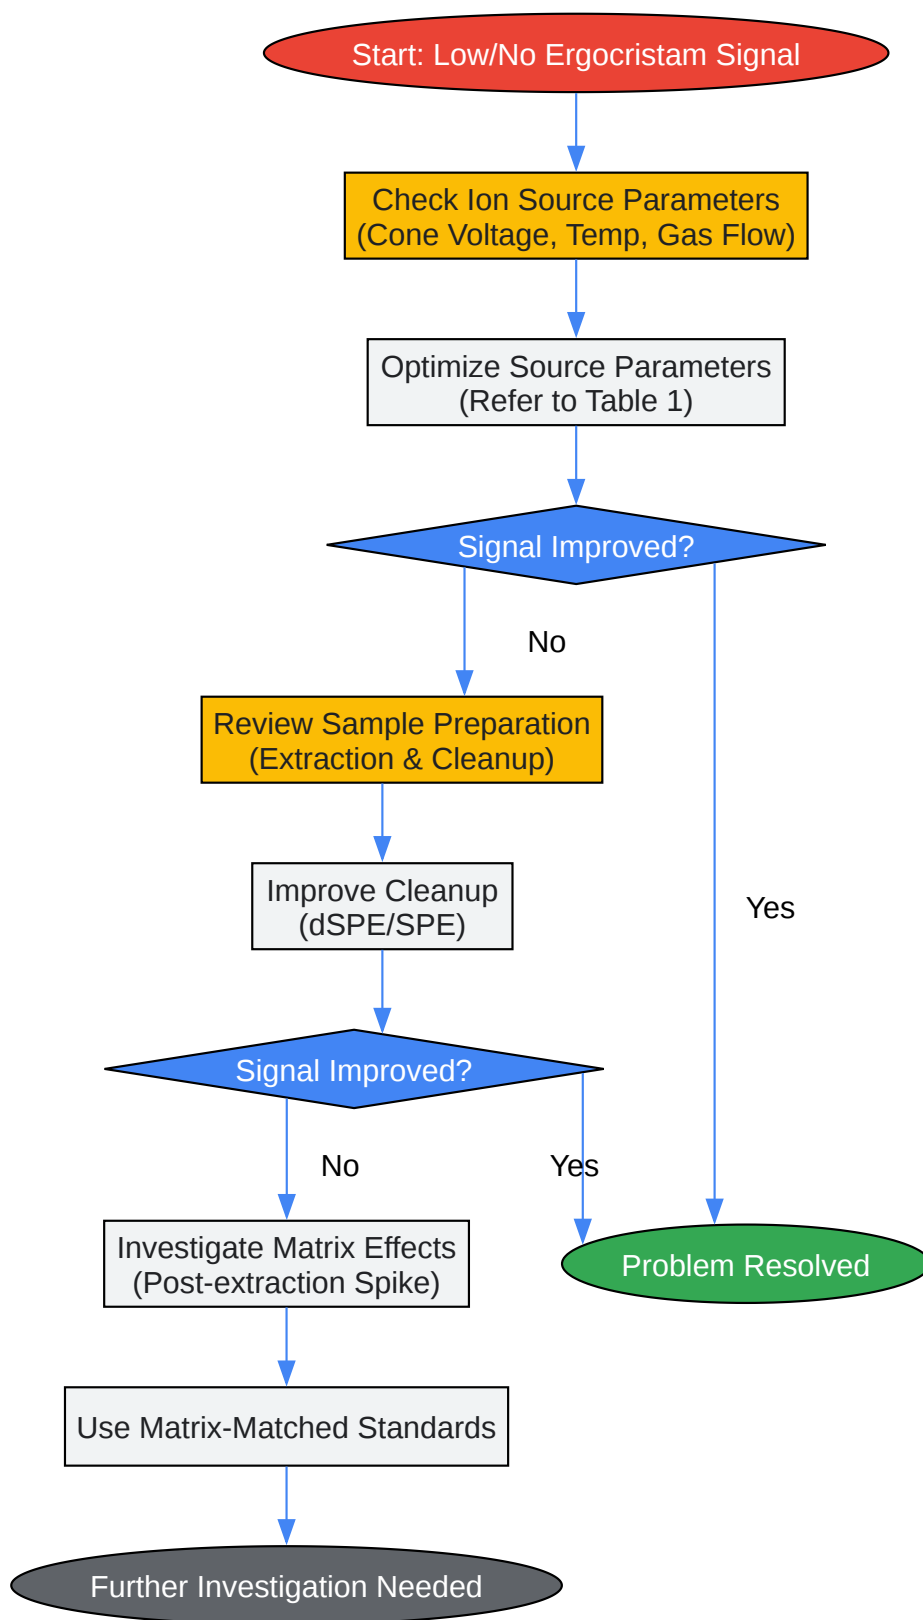 Start: Low/No Ergocristam Signal
Check Ion Source Parameters
(Cone Voltage, Temp, Gas Flow)
Optimize Source Parameters
(Refer to Table 1)
Signal Improved?
No
Review Sample Preparation
(Extraction & Cleanup)
Improve Cleanup
(dSPE/SPE)
Yes
Signal Improved?
No
Yes
Investigate Matrix Effects
(Post-extraction Spike)
Problem Resolved
Use Matrix-Matched Standards
Further Investigation Needed